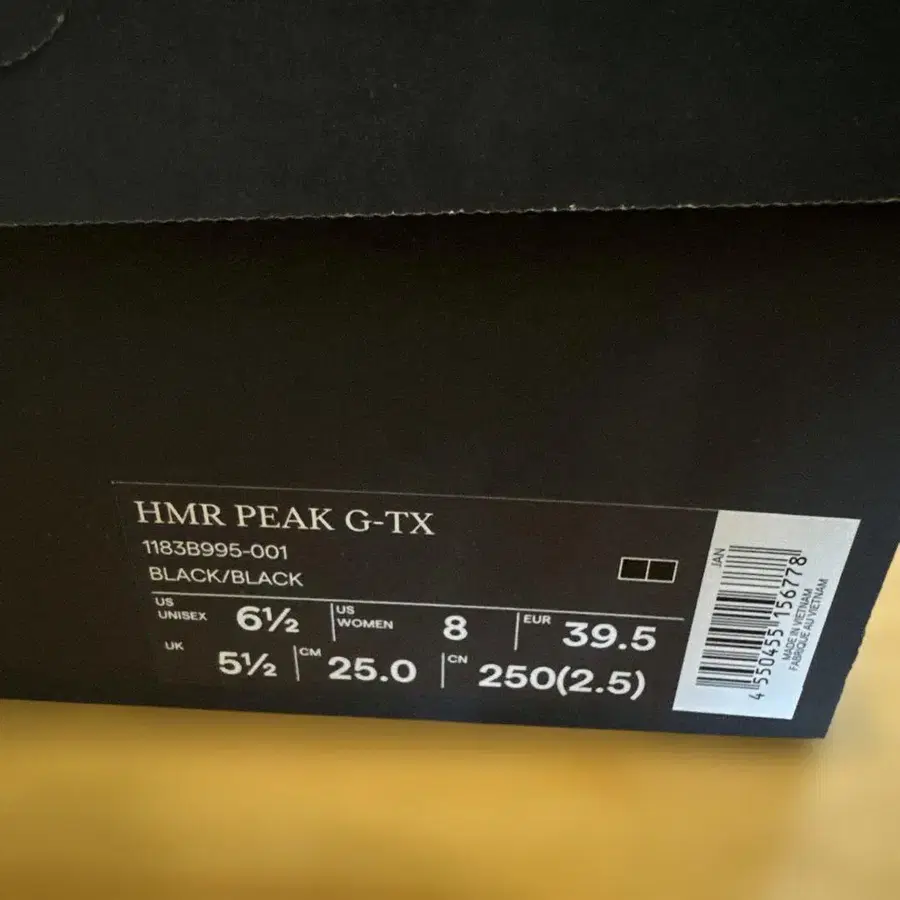 HMR PEAK G-TX
1183B995-001
BLACK/BLACK
US UNISEX 6½ US WOMEN 8 EUR 39.5
UK 5½ CM 25.0 CN 250(2.5)
JAN
4 550455 156778
MADE IN VIETNAM
FABRIQUE AU VIETNAM